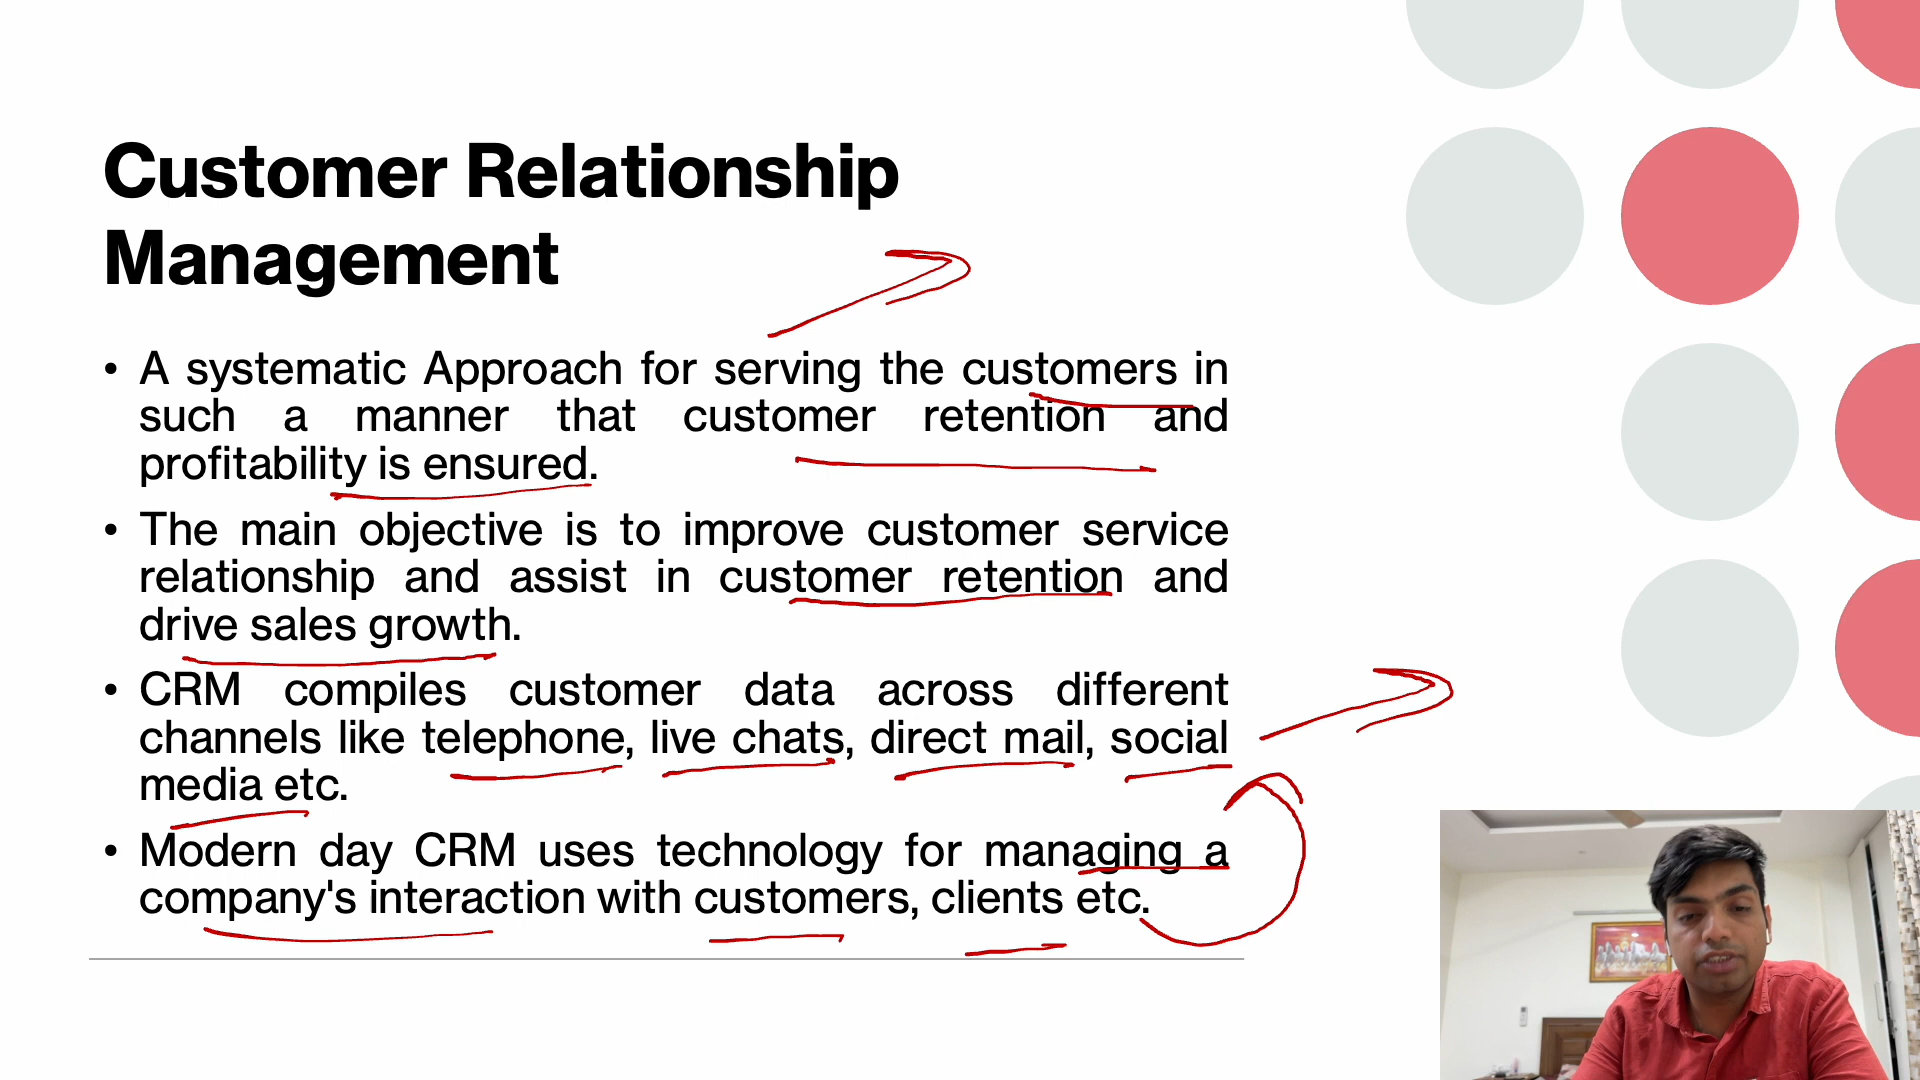 Customer Relationship
Management
• A systematic Approach for serving the customers in
such a manner that customer retention and
profitability is ensured.
• The main objective is to improve customer service
relationship and assist in customer retention and
drive sales growth.
• CRM compiles customer data across different
channels like telephone, live chats, direct mail, social
media etc.
• Modern day CRM uses technology for managing a
company's interaction with customers, clients etc.